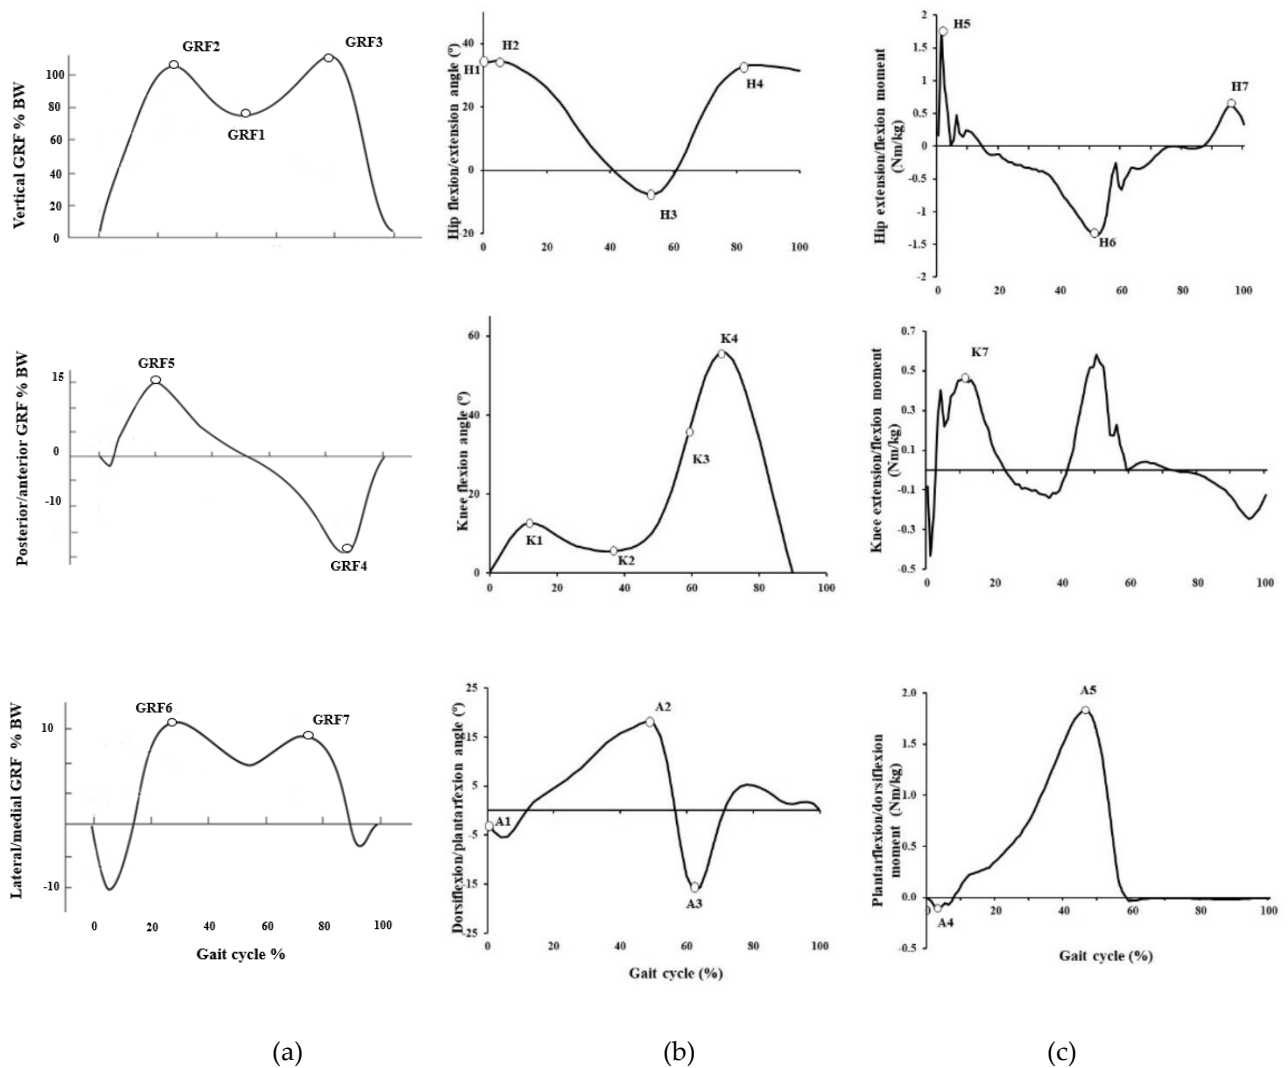 Vertical GRF % BW
100
80
60
40
20
0
GRF2
GRF3
GRF1
Hip flexion/extension angle (º)
40
20
0
-20
H1
H2
H3
H4
0 20 40 60 80 100
Hip extension/flexion moment
(Nm/kg)
2
1.5
1
0.5
0
-0.5
-1
-1.5
-2
H5
H6
H7
0 20 40 60 80 100
Posterior/anterior GRF % BW
15
0
-10
GRF5
GRF4
Knee flexion angle (º)
60
40
20
0
K1
K2
K3
K4
0 20 40 60 80 100
Knee extension/flexion moment
(Nm/kg)
0.7
0.5
0.3
0.1
-0.1
-0.3
-0.5
K7
0 20 40 60 80 100
Lateral/medial GRF % BW
10
-10
GRF6
GRF7
0 20 40 60 80 100
Gait cycle %
Dorsiflexion/plantarfexion angle (º)
25
15
5
-5
-15
-25
A1
A2
A3
0 20 40 60 80 100
Gait cycle (%)
Plantarflexion/dorsiflexion
moment (Nm/kg)
2.0
1.5
1.0
0.5
0.0
-0.5
A5
A4
0 20 40 60 80 100
Gait cycle (%)
(a) (b) (c)